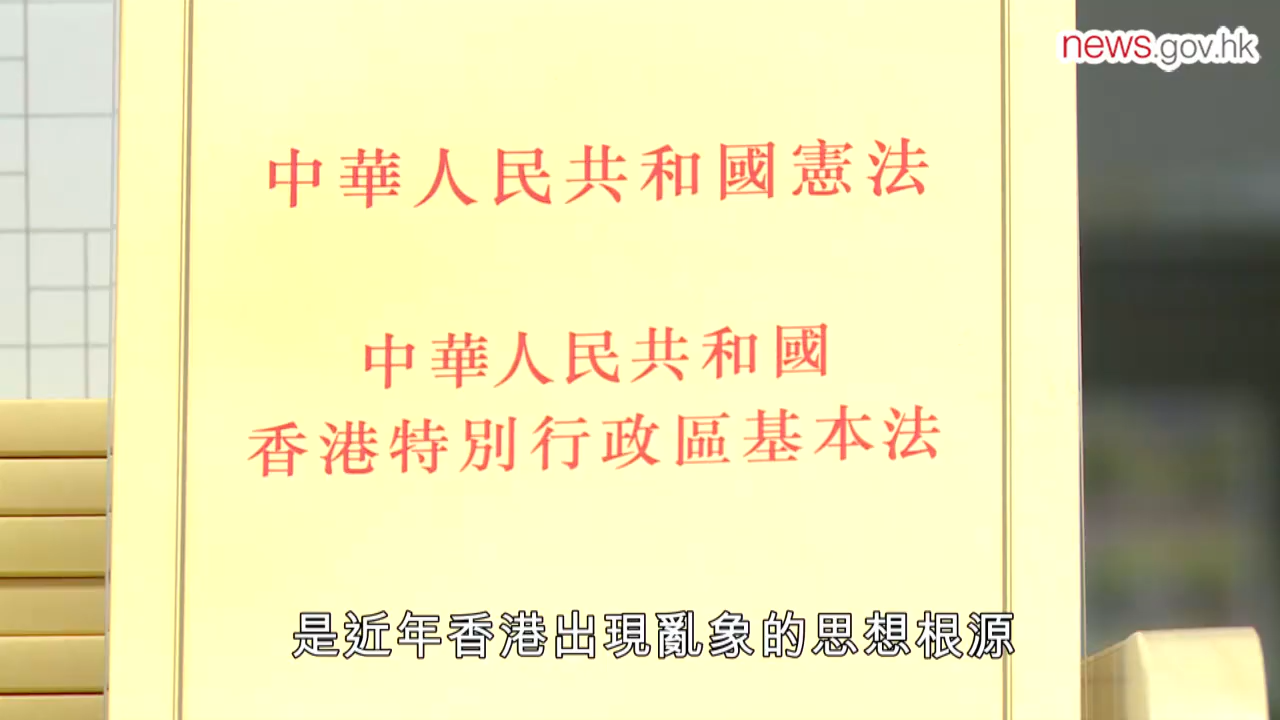 news.gov.hk
中華人民共和國憲法
中華人民共和國
香港特別行政區基本法
是近年香港出現亂象的思想根源